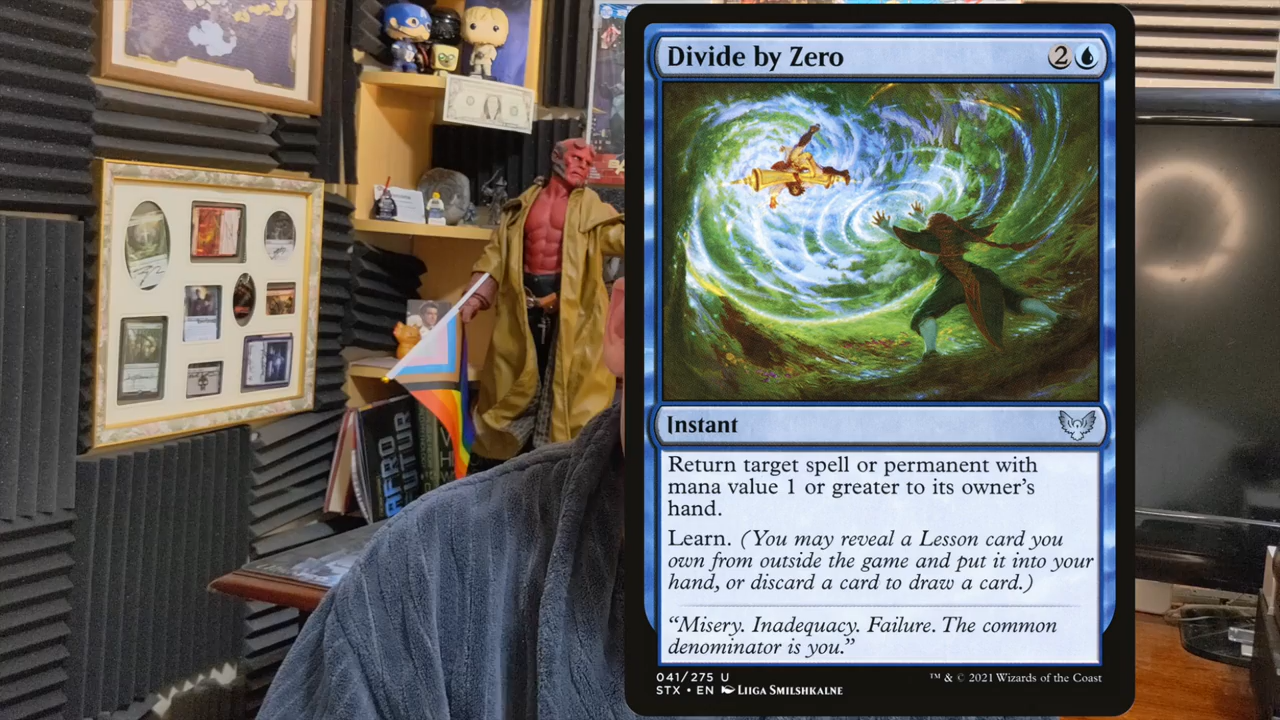 Divide by Zero
2
Instant
Return target spell or permanent with
mana value 1 or greater to its owner's
hand.
Learn. (You may reveal a Lesson card you
own from outside the game and put it into your
hand, or discard a card to draw a card.)
“Misery. Inadequacy. Failure. The common
denominator is you.”
041/275 U
STX • EN Liiga Smilshkalne
™ & © 2021 Wizards of the Coast
AFRO